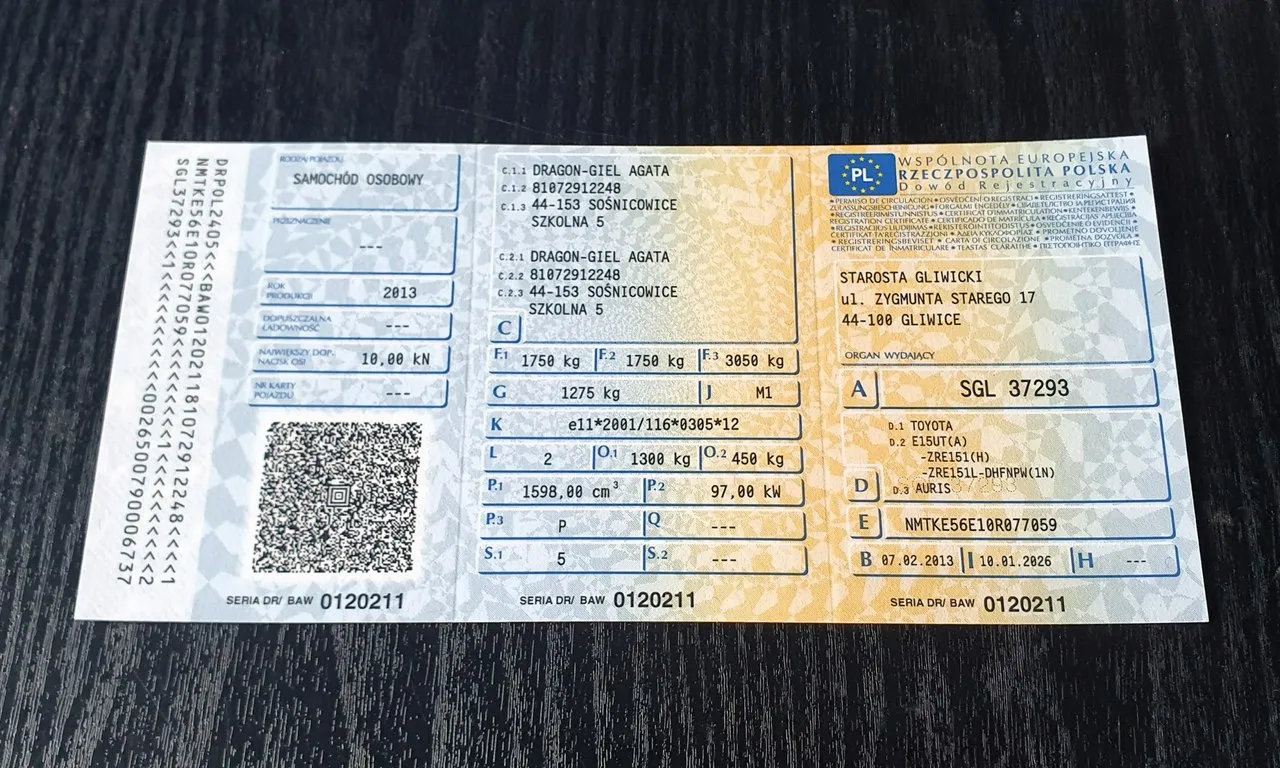 DRPOL2405<<BAW012021181072912248<<<<1
NMTKE56E10R077059<<<<<<<<<<<<<<<<<<<2
RODZAJ POJAZDU
SAMOCHÓD OSOBOWY
PRZEZNACZENIE
---
ROK PRODUKCJI 2013
DOPUSZCZALNA ŁADOWNOŚĆ ---
NAJWIĘKSZY DOP. NACISK OSI 10,00 kN
NR KARTY POJAZDU ---
SERIA DR/ BAW 0120211
C.1.1 DRAGON-GIEL AGATA
C.1.2 81072912248
C.1.3 44-153 SOŚNICOWICE
SZKOLNA 5
C.2.1 DRAGON-GIEL AGATA
C.2.2 81072912248
C.2.3 44-153 SOŚNICOWICE
SZKOLNA 5
C
F.1 1750 kg F.2 1750 kg F.3 3050 kg
G 1275 kg J M1
K e11*2001/116*0305*12
L 2 O.1 1300 kg O.2 450 kg
P.1 1598,00 cm³ P.2 97,00 kW
P.3 P Q ---
S.1 5 S.2 ---
SERIA DR/ BAW 0120211
PL
WSPÓLNOTA EUROPEJSKA
RZECZPOSPOLITA POLSKA
Dowód Rejestracyjny
STAROSTA GLIWICKI
ul. ZYGMUNTA STAREGO 17
44-100 GLIWICE
ORGAN WYDAJĄCY
A SGL 37293
D.1 TOYOTA
D.2 E15UT(A)
-ZRE151(H)
-ZRE151L-DHFNPW(1N)
D D.3 AURIS
E NMTKE56E10R077059
B 07.02.2013 I 10.01.2026 H ---
SERIA DR/ BAW 0120211